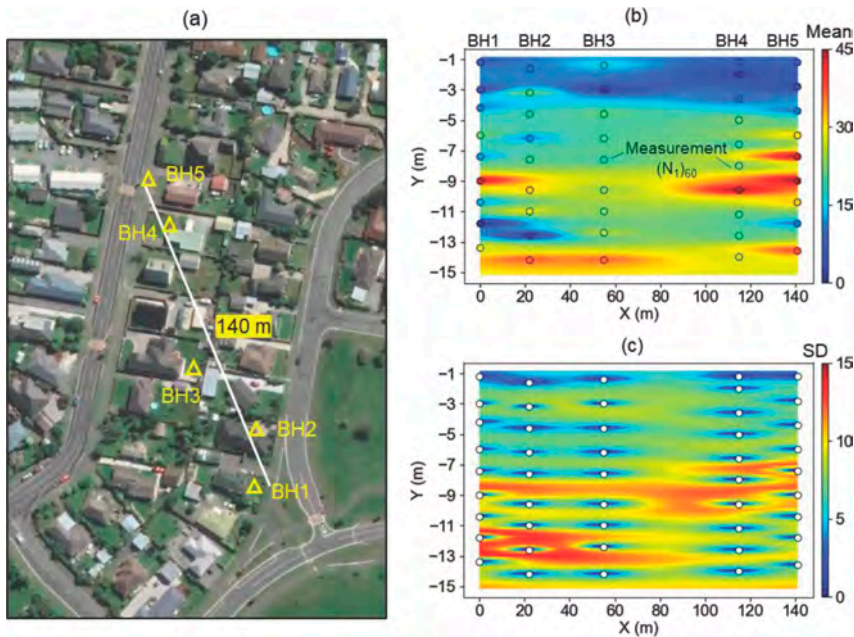 (a)
BH5
BH4
140 m
BH3
BH2
BH1
(b)
BH1 BH2 BH3 BH4 BH5 Mean
−1
−3
−5
−7
−9
−11
−13
−15
Y (m)
Measurement
(N₁)₆₀
0 20 40 60 80 100 120 140
X (m)
45
30
15
0
(c)
SD
−1
−3
−5
−7
−9
−11
−13
−15
Y (m)
0 20 40 60 80 100 120 140
X (m)
15
10
5
0